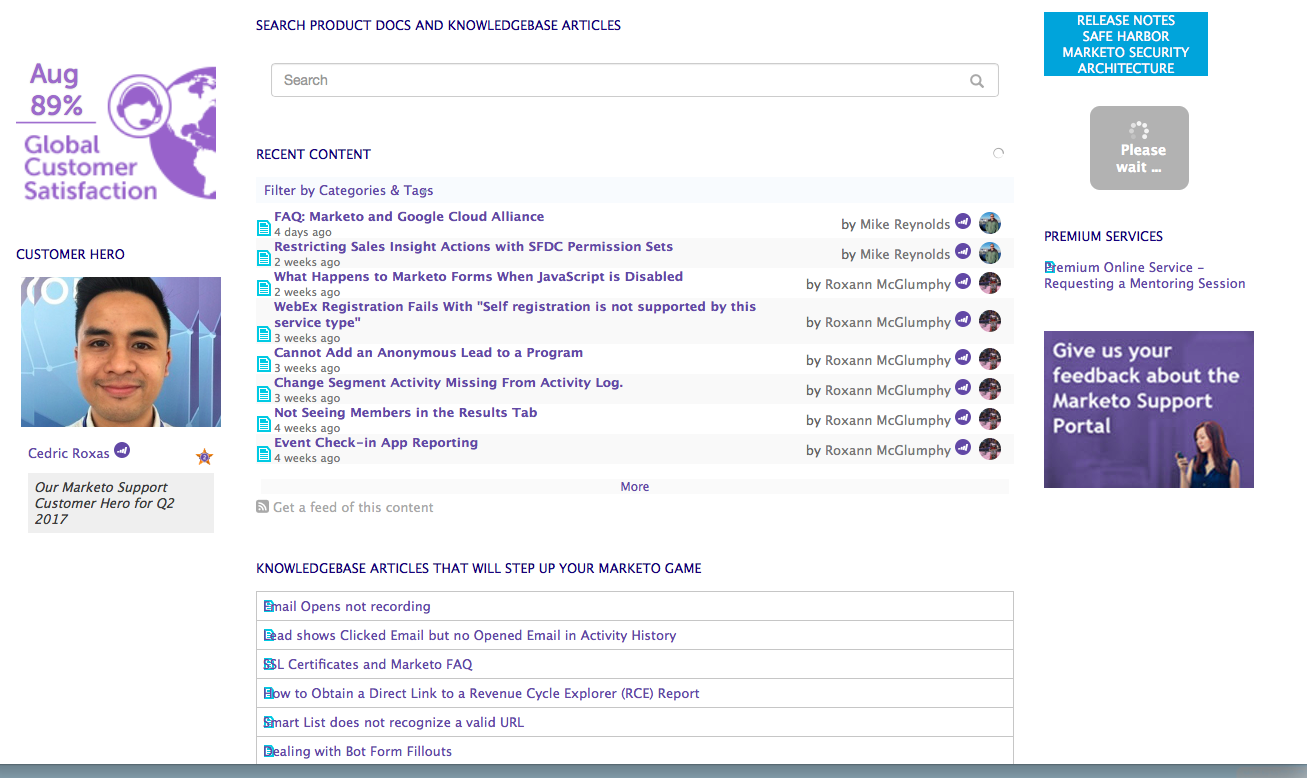 Aug
89%
Global
Customer
Satisfaction
CUSTOMER HERO
Cedric Roxas
2
Our Marketo Support
Customer Hero for Q2
2017
SEARCH PRODUCT DOCS AND KNOWLEDGEBASE ARTICLES
Search
RECENT CONTENT
Filter by Categories & Tags
FAQ: Marketo and Google Cloud Alliance
4 days ago
by Mike Reynolds
Restricting Sales Insight Actions with SFDC Permission Sets
2 weeks ago
by Mike Reynolds
What Happens to Marketo Forms When JavaScript is Disabled
2 weeks ago
by Roxann McGlumphy
WebEx Registration Fails With "Self registration is not supported by this
service type"
3 weeks ago
by Roxann McGlumphy
Cannot Add an Anonymous Lead to a Program
3 weeks ago
by Roxann McGlumphy
Change Segment Activity Missing From Activity Log.
3 weeks ago
by Roxann McGlumphy
Not Seeing Members in the Results Tab
4 weeks ago
by Roxann McGlumphy
Event Check-in App Reporting
4 weeks ago
by Roxann McGlumphy
More
Get a feed of this content
KNOWLEDGEBASE ARTICLES THAT WILL STEP UP YOUR MARKETO GAME
Email Opens not recording
Lead shows Clicked Email but no Opened Email in Activity History
SSL Certificates and Marketo FAQ
How to Obtain a Direct Link to a Revenue Cycle Explorer (RCE) Report
Smart List does not recognize a valid URL
Dealing with Bot Form Fillouts
RELEASE NOTES
SAFE HARBOR
MARKETO SECURITY
ARCHITECTURE
Please
wait ...
PREMIUM SERVICES
Premium Online Service -
Requesting a Mentoring Session
Give us your
feedback about the
Marketo Support
Portal